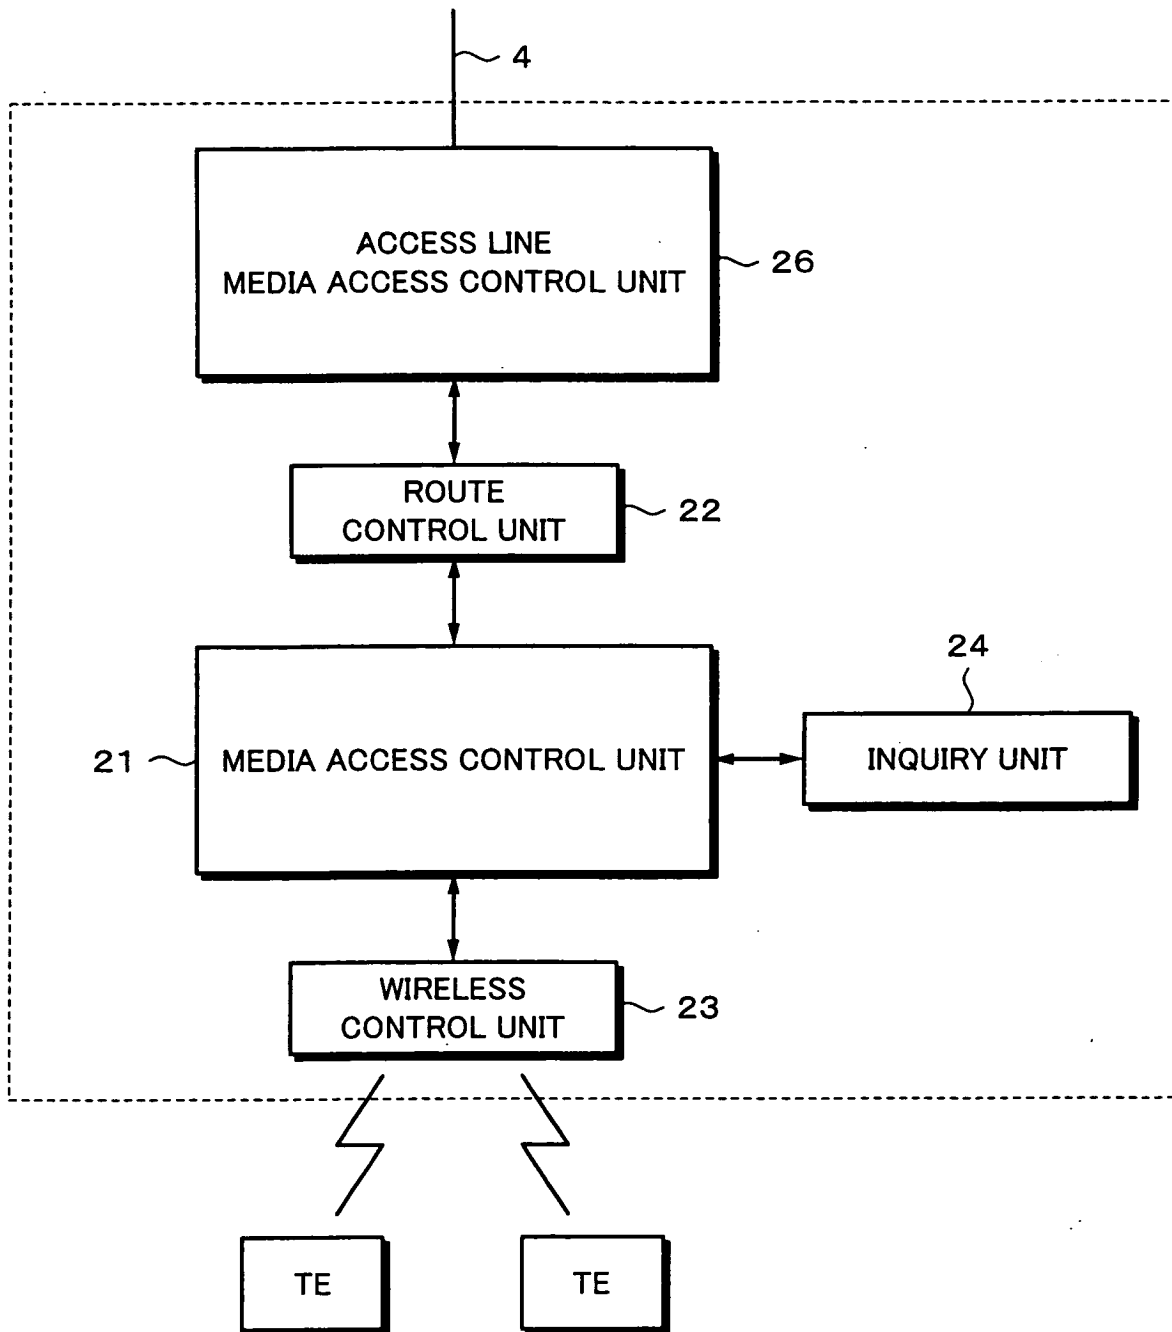 4
ACCESS LINE
MEDIA ACCESS CONTROL UNIT
26
ROUTE
CONTROL UNIT
22
24
21
MEDIA ACCESS CONTROL UNIT
INQUIRY UNIT
WIRELESS
CONTROL UNIT
23
TE
TE